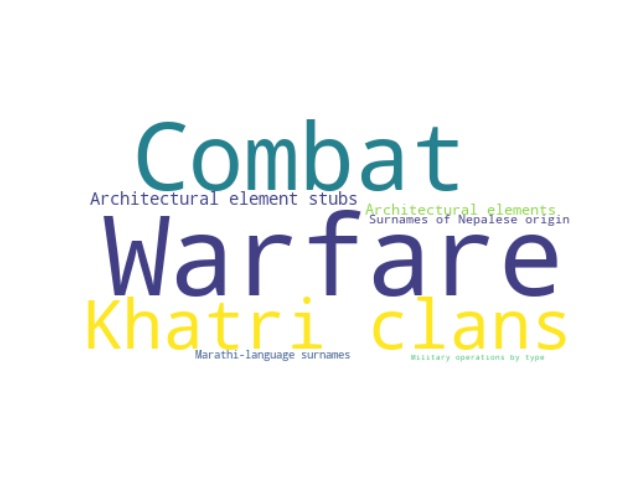 Combat
Architectural element stubs
Architectural elements
Surnames of Nepalese origin
Warfare
Khatri clans
Marathi-language surnames
Military operations by type